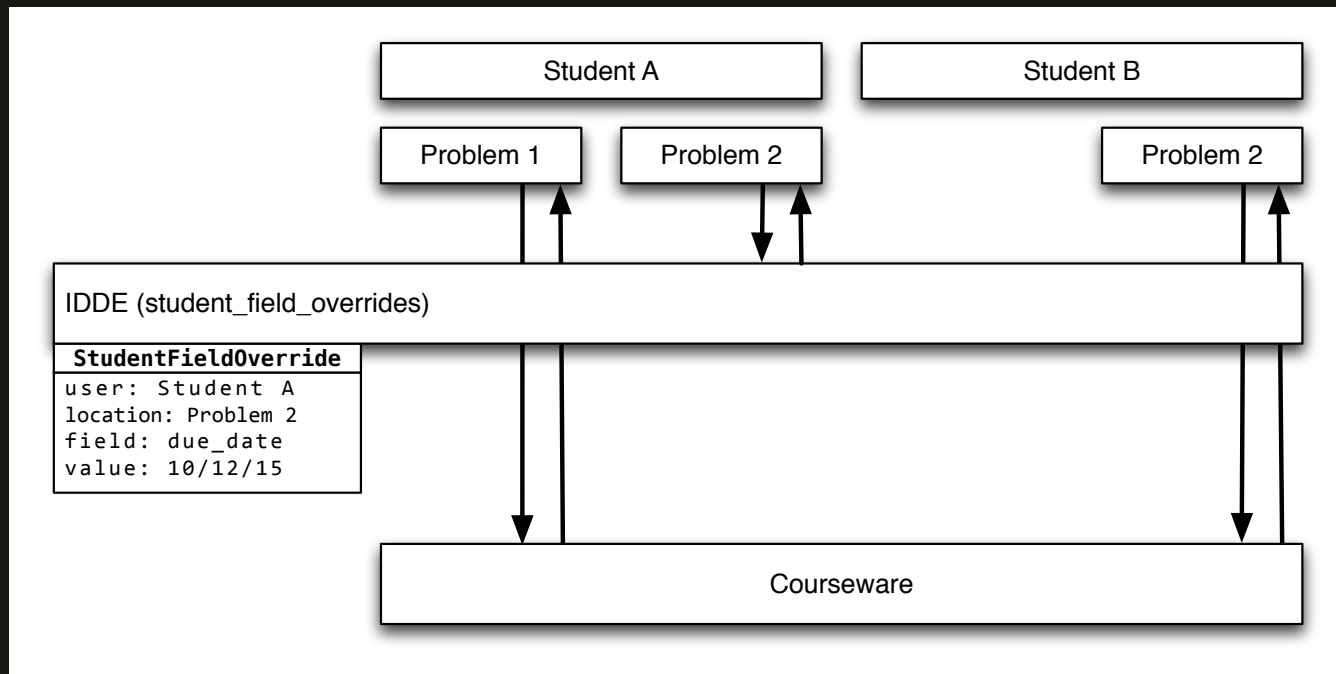 Student A
Student B
Problem 1
Problem 2
Problem 2
IDDE (student_field_overrides)
StudentFieldOverride
user: Student A
location: Problem 2
field: due_date
value: 10/12/15
Courseware